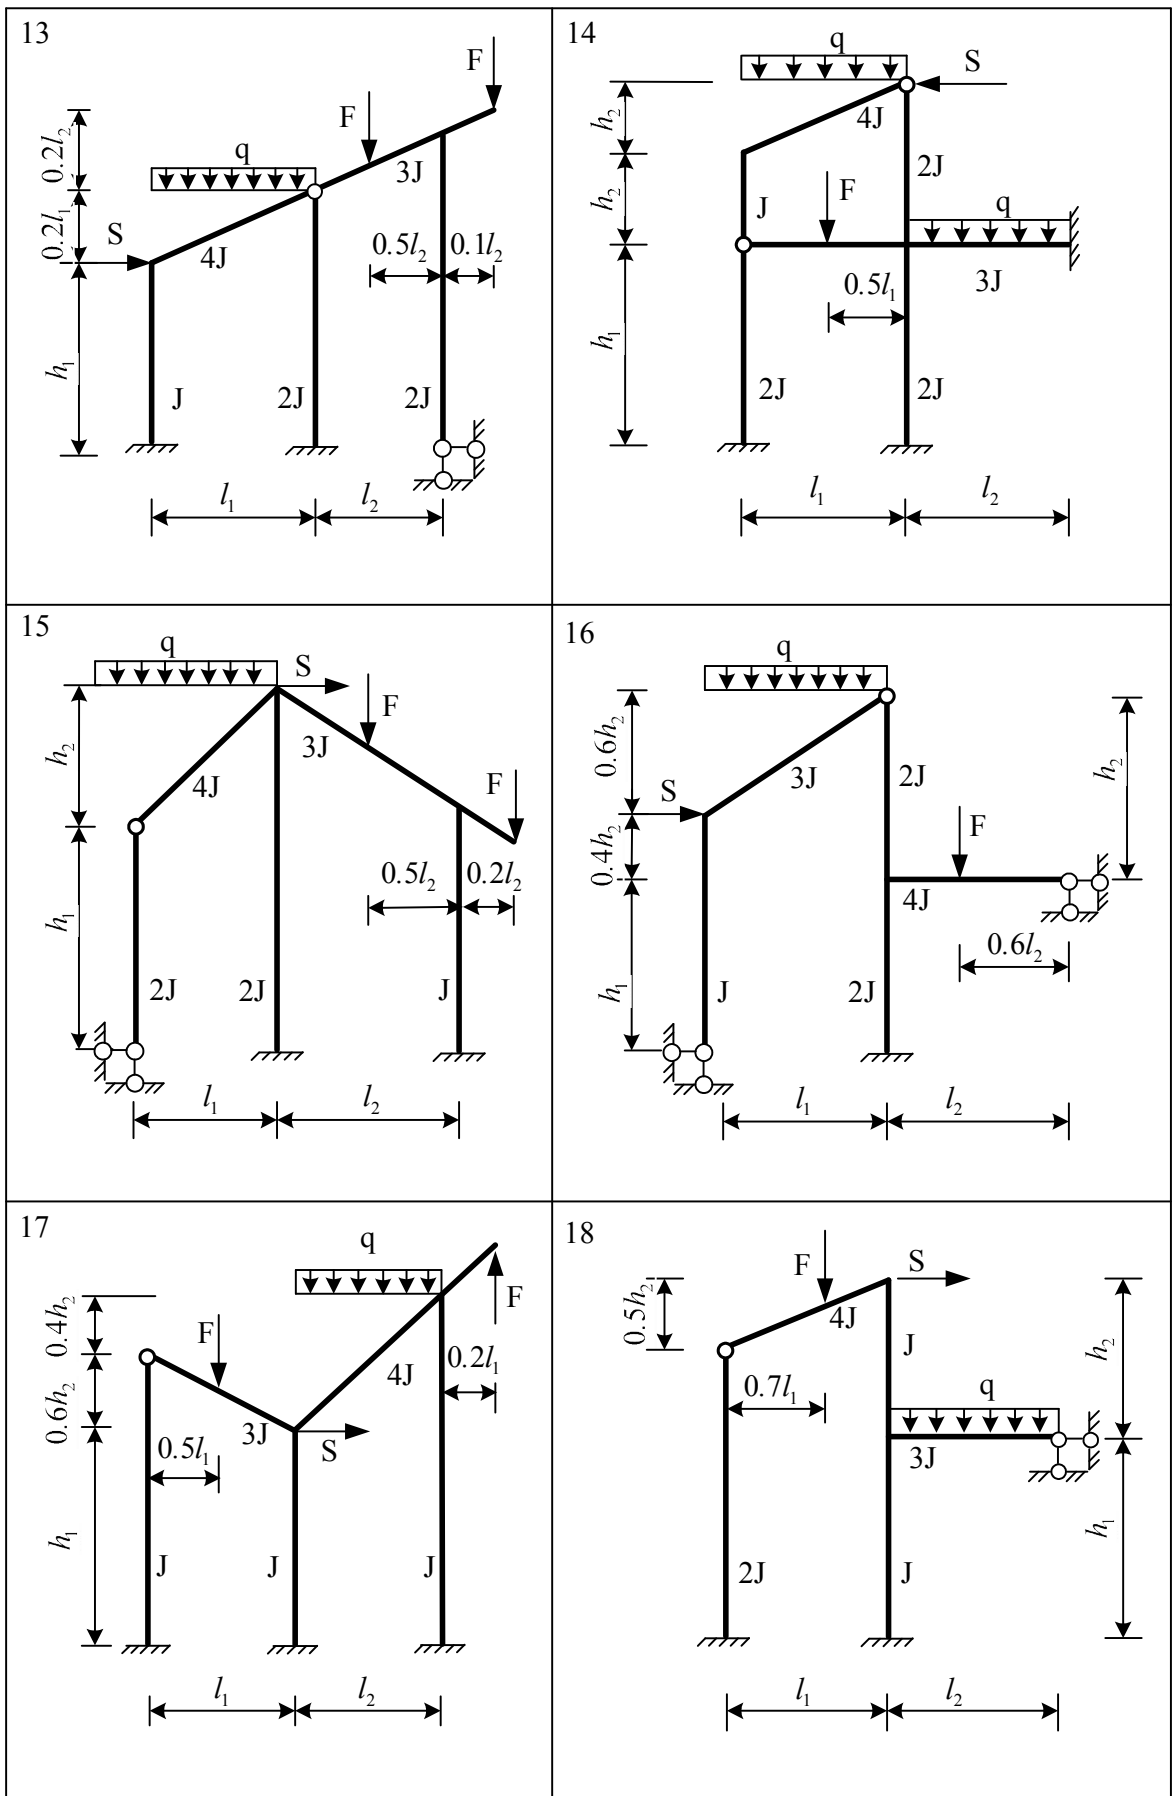 13
F
F
0.2l₂
q
3J
0.2l₁
S
4J
0.5l₂ 0.1l₂
h₁
J 2J 2J
l₁ l₂
14
q
S
h₂
4J
2J
h₂
J F
q
3J
0.5l₁
h₁
2J 2J
l₁ l₂
15
q
S
F
3J
h₂
4J
F
0.5l₂ 0.2l₂
h₁
2J 2J J
l₁ l₂
16
q
0.6h₂
3J 2J
h₂
S
F
0.4h₂
4J
0.6l₂
h₁
J 2J
l₁ l₂
17
q
0.4h₂
F
F
4J 0.2l₁
0.6h₂
3J
S
0.5l₁
h₁
J J J
l₁ l₂
18
F
S
0.5h₂
4J
J
h₂
0.7l₁
q
3J
h₁
2J J
l₁ l₂